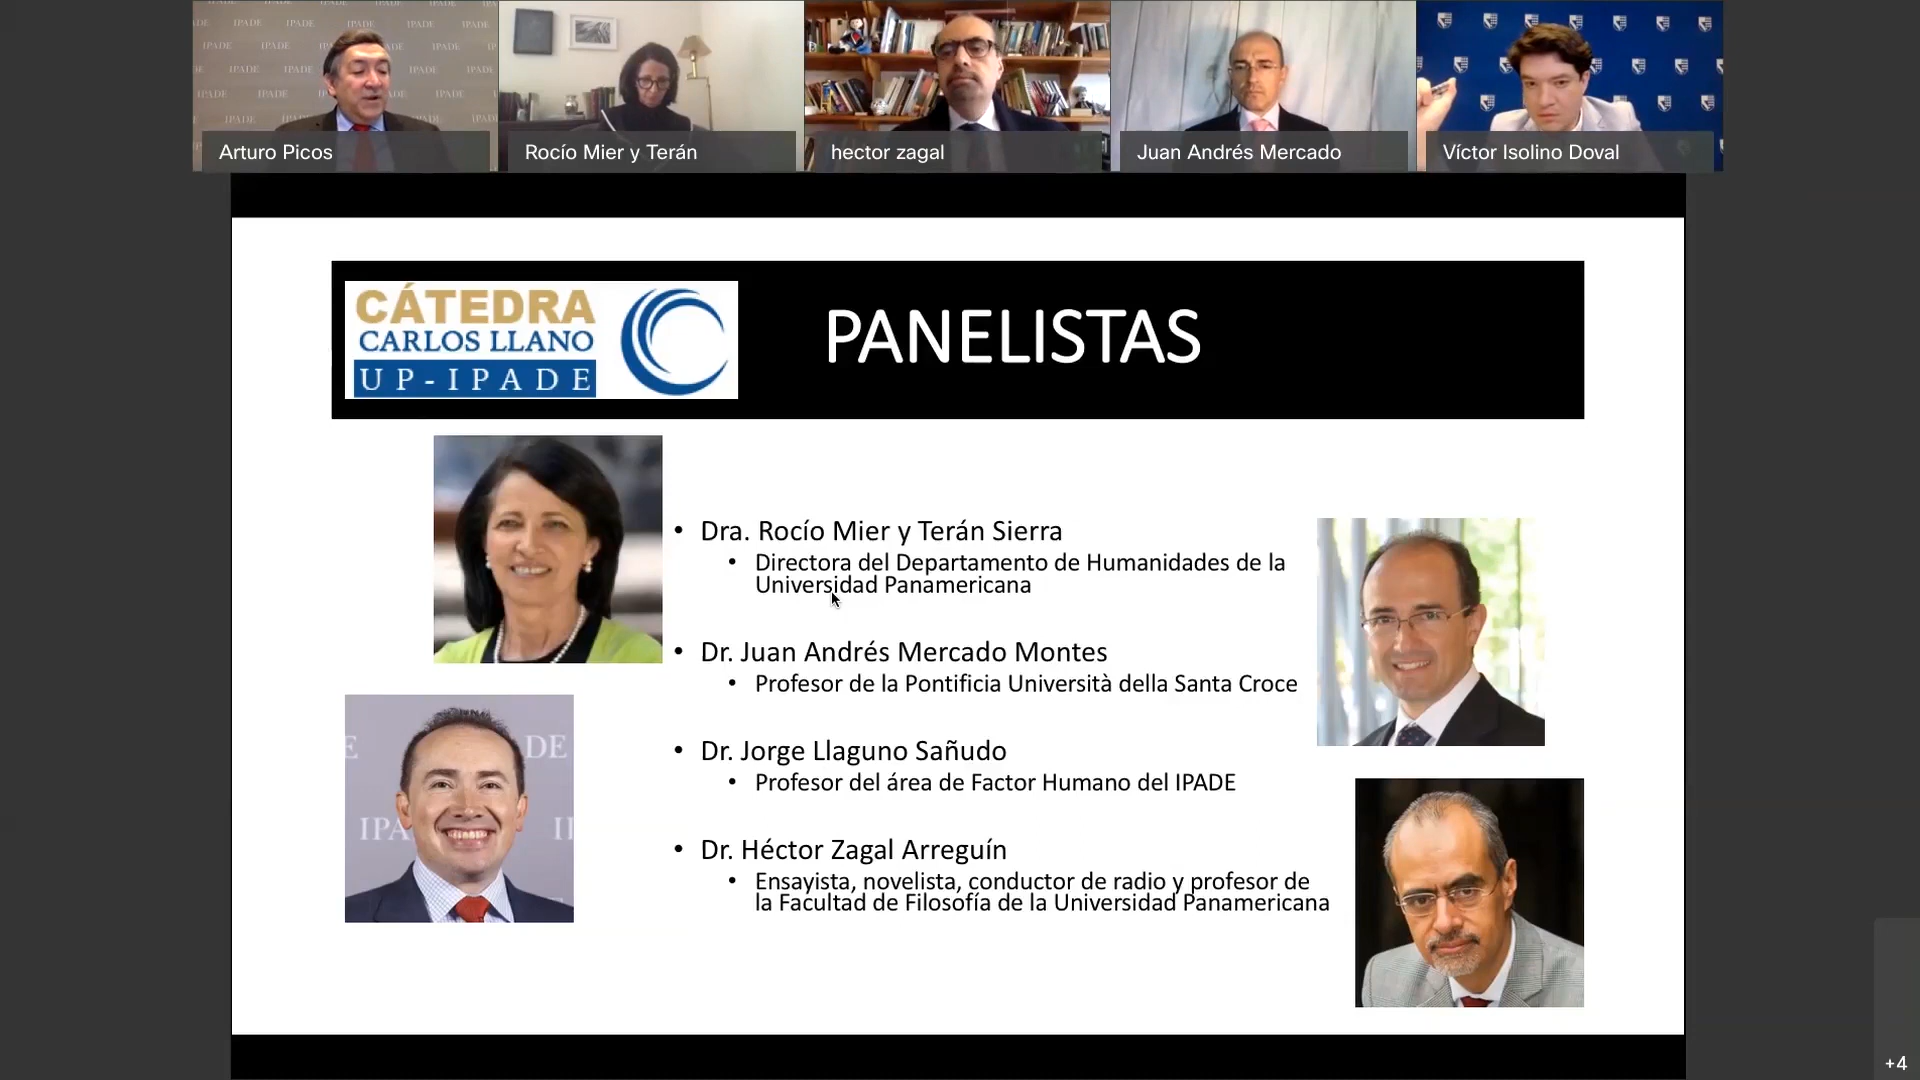 Arturo Picos
Rocío Mier y Terán
hector zagal
Juan Andrés Mercado
Víctor Isolino Doval
CÁTEDRA
CARLOS LLANO
UP-IPADE
PANELISTAS
• Dra. Rocío Mier y Terán Sierra
• Directora del Departamento de Humanidades de la
Universidad Panamericana
• Dr. Juan Andrés Mercado Montes
• Profesor de la Pontificia Università della Santa Croce
• Dr. Jorge Llaguno Sañudo
• Profesor del área de Factor Humano del IPADE
• Dr. Héctor Zagal Arreguín
• Ensayista, novelista, conductor de radio y profesor de
la Facultad de Filosofía de la Universidad Panamericana
+4